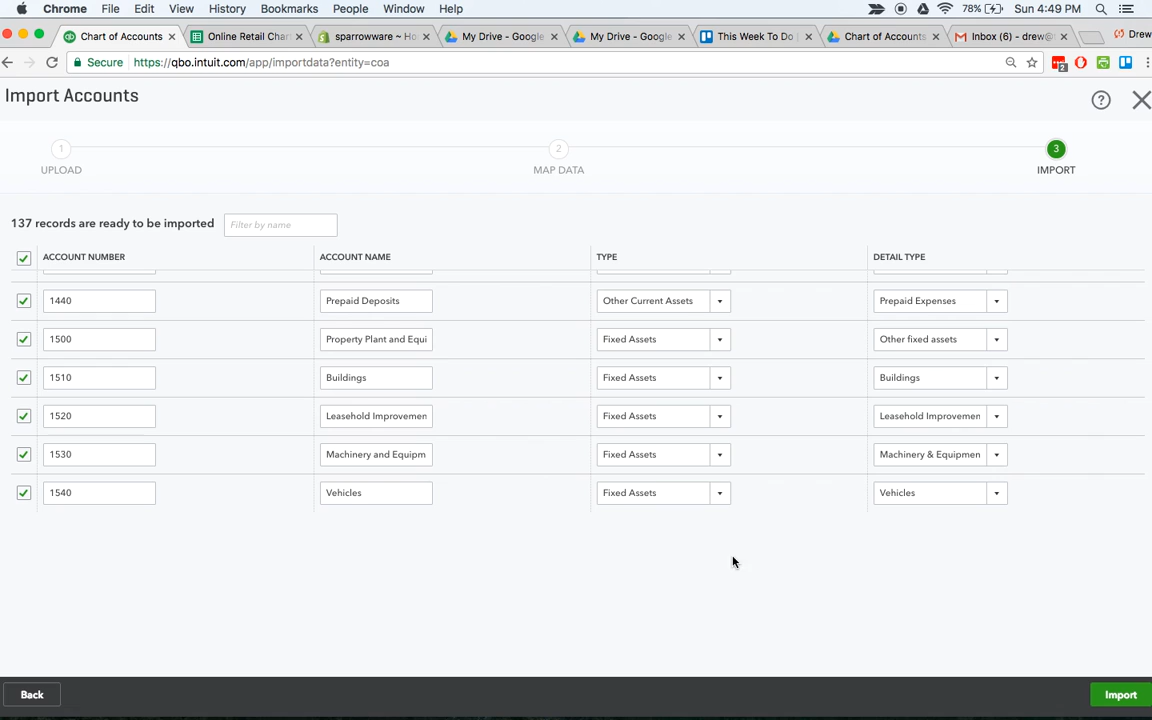 Chrome File Edit View History Bookmarks People Window Help 78% Sun 4:49 PM
Chart of Accounts Online Retail Char sparrowware ~ Ho My Drive - Google My Drive - Google This Week To Do Chart of Accounts Inbox (6) - drew@ Drew
Secure https://qbo.intuit.com/app/importdata?entity=coa 2
Import Accounts ?
1 2 3
UPLOAD MAP DATA IMPORT
137 records are ready to be imported Filter by name
ACCOUNT NUMBER ACCOUNT NAME TYPE DETAIL TYPE
1440 Prepaid Deposits Other Current Assets Prepaid Expenses
1500 Property Plant and Equi Fixed Assets Other fixed assets
1510 Buildings Fixed Assets Buildings
1520 Leasehold Improvemen Fixed Assets Leasehold Improvemen
1530 Machinery and Equipm Fixed Assets Machinery & Equipmen
1540 Vehicles Fixed Assets Vehicles
Back Import